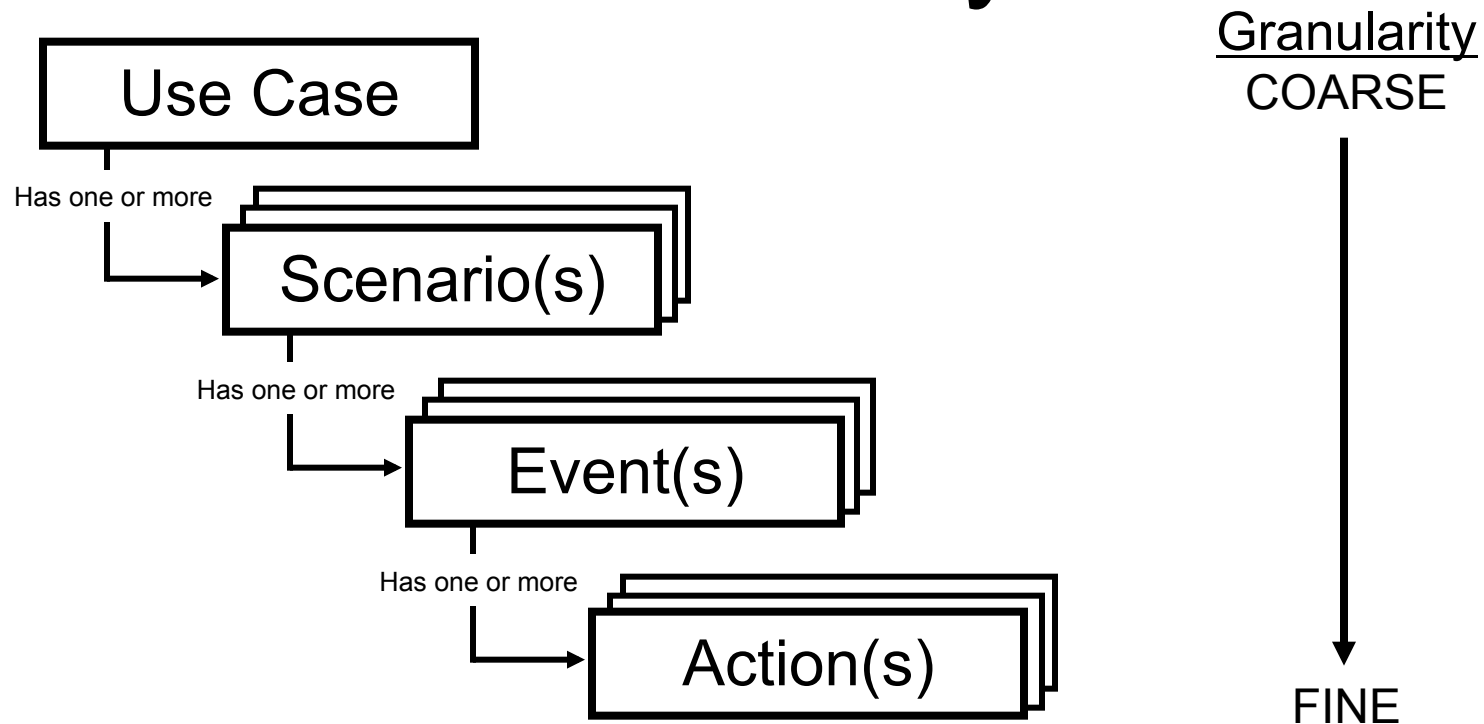 Granularity
COARSE
Use Case
Has one or more
Scenario(s)
Has one or more
Event(s)
Has one or more
Action(s)
FINE